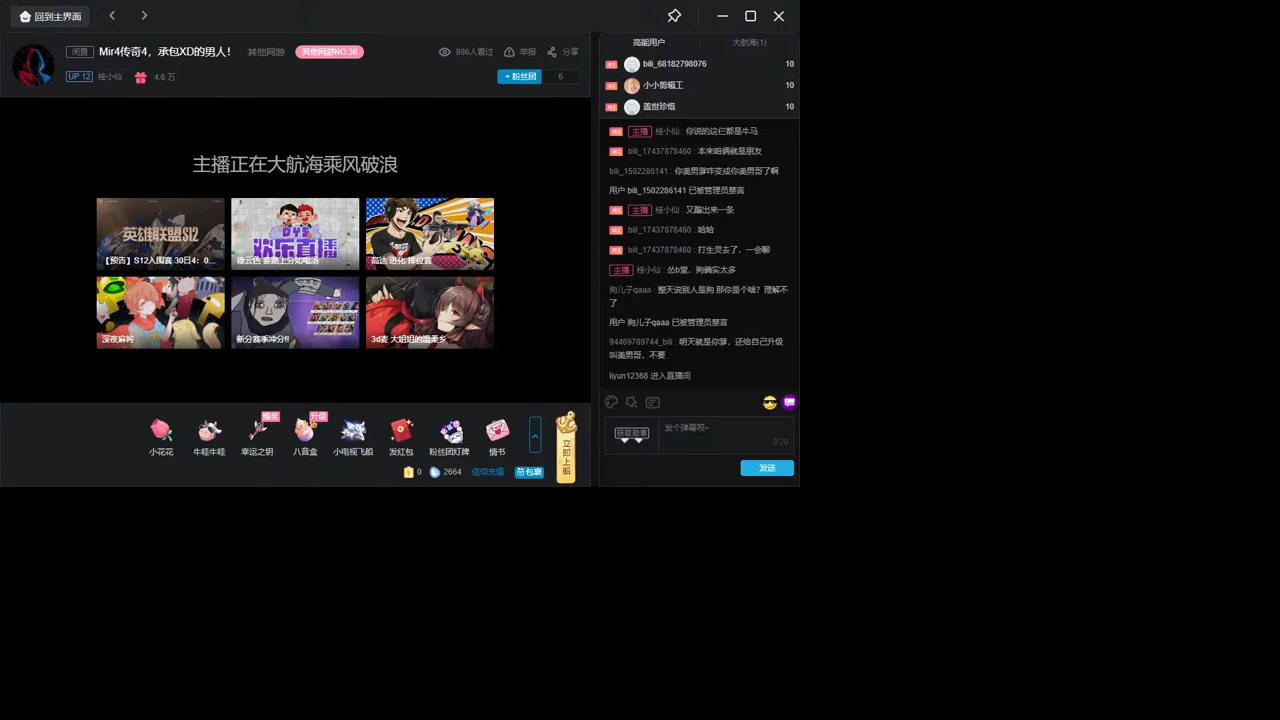 回到主界面
闲置
Mir4传奇4，承包XD的男人！
其他网游
其他网游NO.36
986人看过
举报
分享
UP 12
桂小仙
4.6 万
+ 粉丝团
6
主播正在大航海乘风破浪
英雄联盟S12
【预告】S12入围赛 30日4：0...
DYS
欢乐直播
德云色
高达 进化 排位赛
深夜麻将
新分赛季冲分!!
3d麦 大姐姐的温柔乡
小花花
牛哇牛哇
爆奖
幸运之钥
升级
八音盒
小电视飞船
发红包
粉丝团灯牌
情书
立即上船
0
2664
信仰充值
包裹
高能用户
大航海(1)
bili_68182798076
10
小小剪辑工
10
盖世珍惜
10
主播 桂小仙 : 你说的这仨都是牛马
bili_17437878460 : 本来咱俩就是朋友
bili_1502286141 : 你美男爹咋变成你美男哥了啊
用户 bili_1502286141 已被管理员禁言
主播 桂小仙 : 又蹦出来一条
bili_17437878460 : 哈哈
bili_17437878460 : 打生灵去了，一会聊
主播 桂小仙 : 怂b堂，狗确实太多
狗儿子qaaa : 整天说别人是狗 那你是个啥？理解不
了
用户 狗儿子qaaa 已被管理员禁言
94469789744_bili : 明天就是你爹，还给自己升级
叫美男哥，不要
liyun12368 进入直播间
获取勋章
发个弹幕呗~
0/20
发送